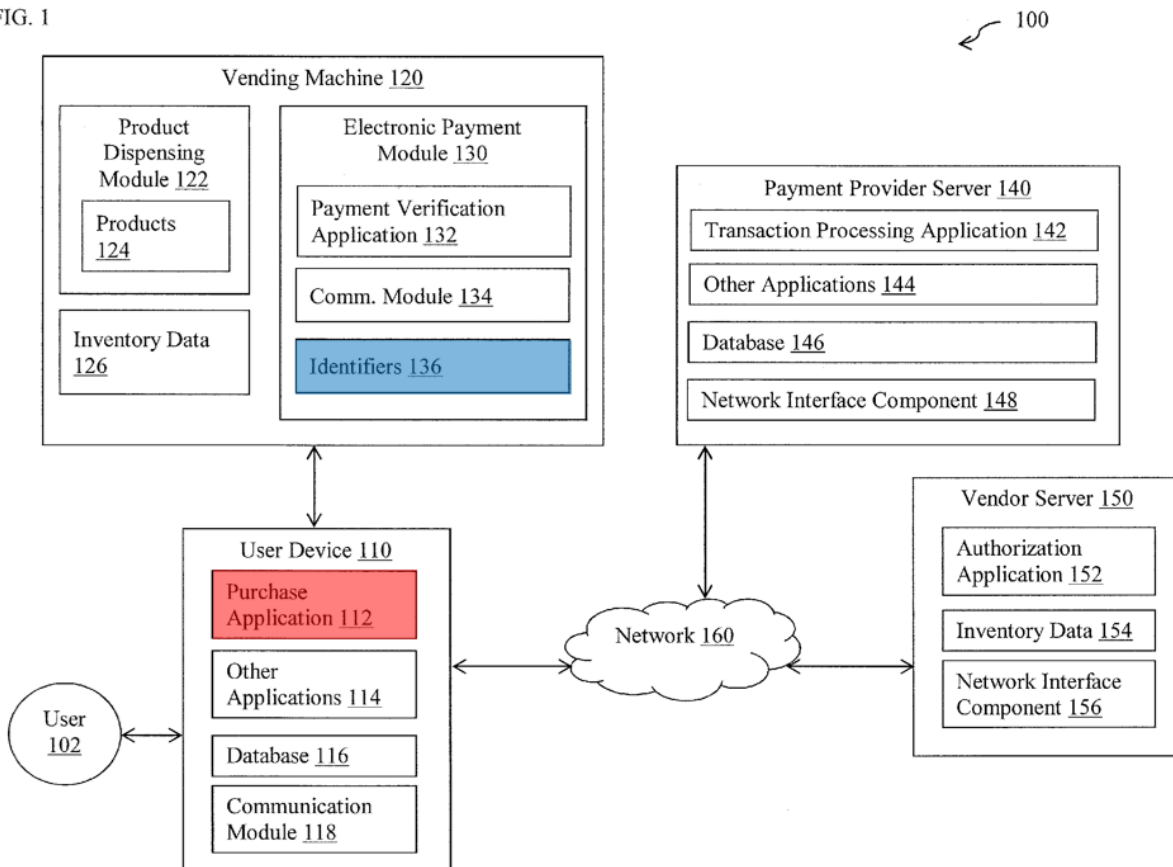 FIG. 1
100
Vending Machine 120
Product
Dispensing
Module 122
Products
124
Inventory Data
126
Electronic Payment
Module 130
Payment Verification
Application 132
Comm. Module 134
Identifiers 136
Payment Provider Server 140
Transaction Processing Application 142
Other Applications 144
Database 146
Network Interface Component 148
User Device 110
Purchase
Application 112
Other
Applications 114
Database 116
Communication
Module 118
User
102
Network 160
Vendor Server 150
Authorization
Application 152
Inventory Data 154
Network Interface
Component 156